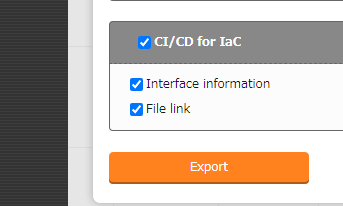 CI/CD for IaC
Interface information
File link
Export